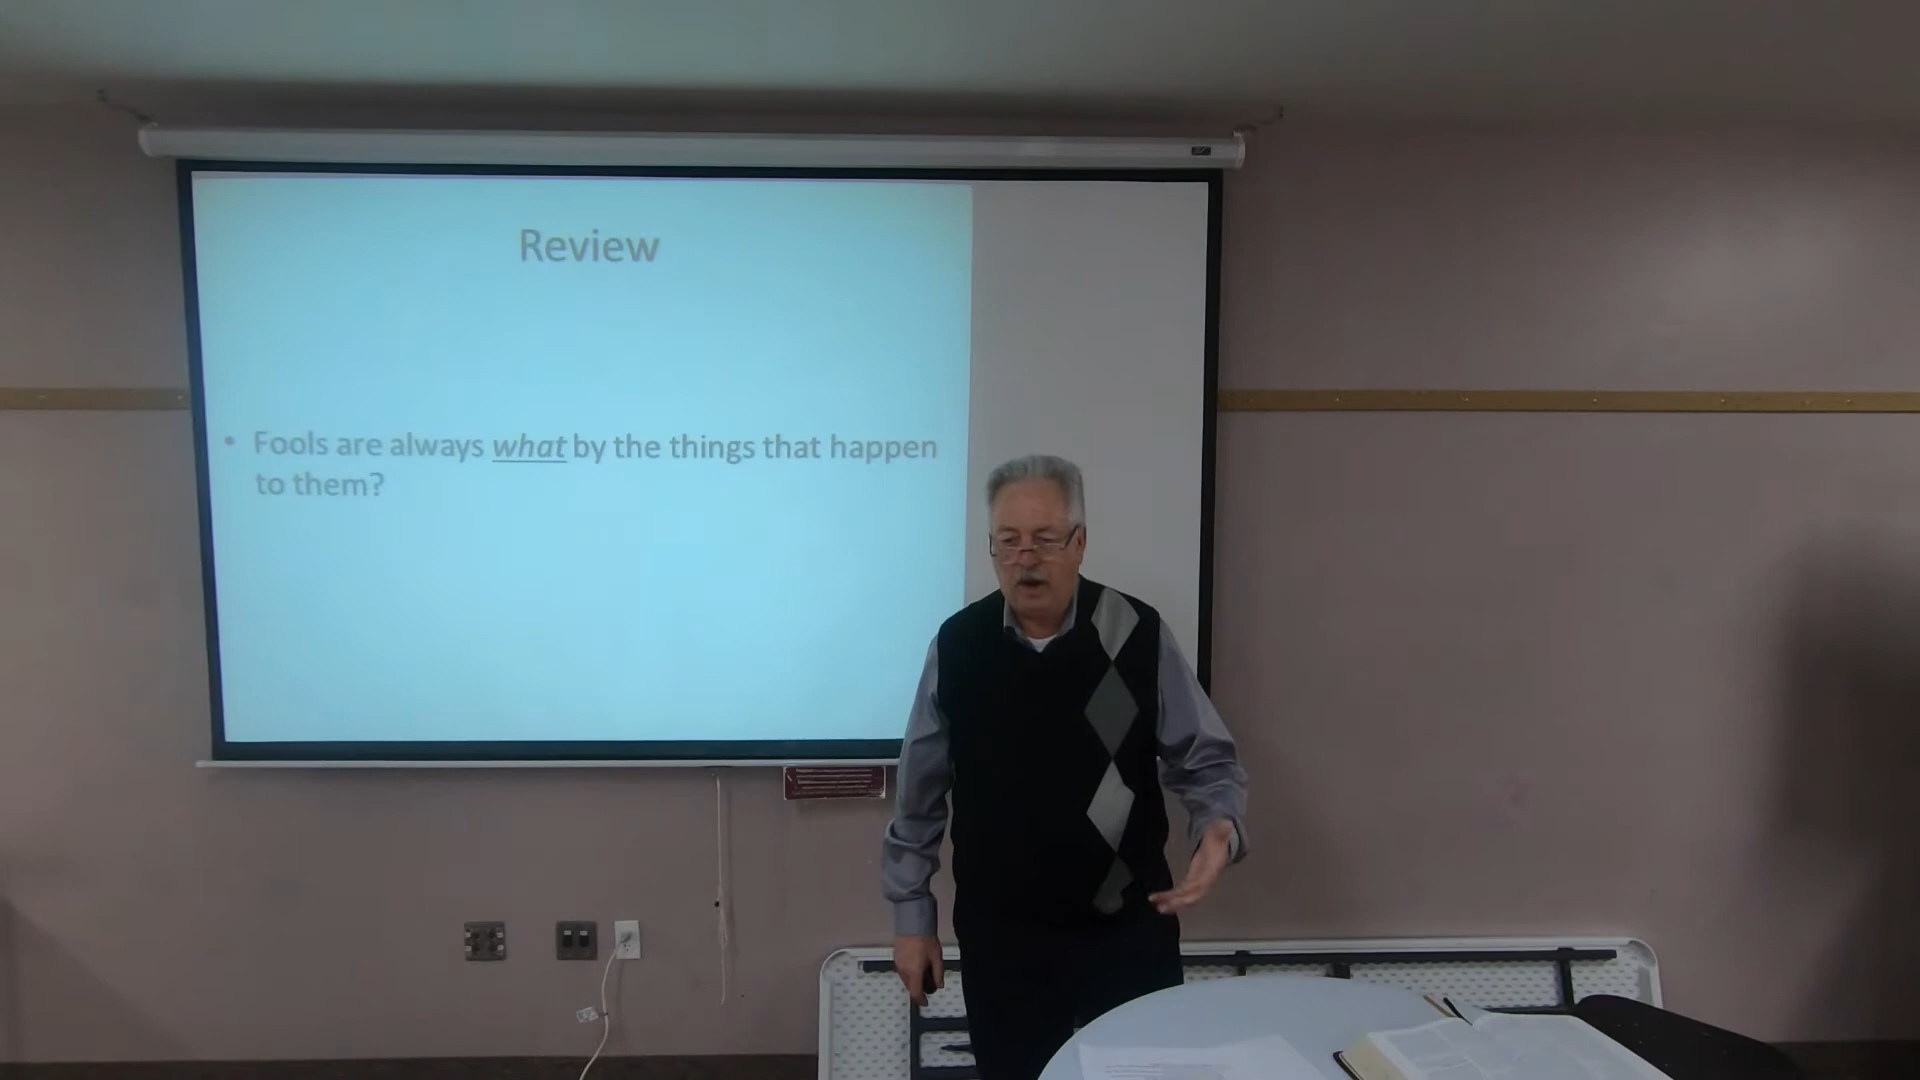 Review
• Fools are always what by the things that happen
to them?